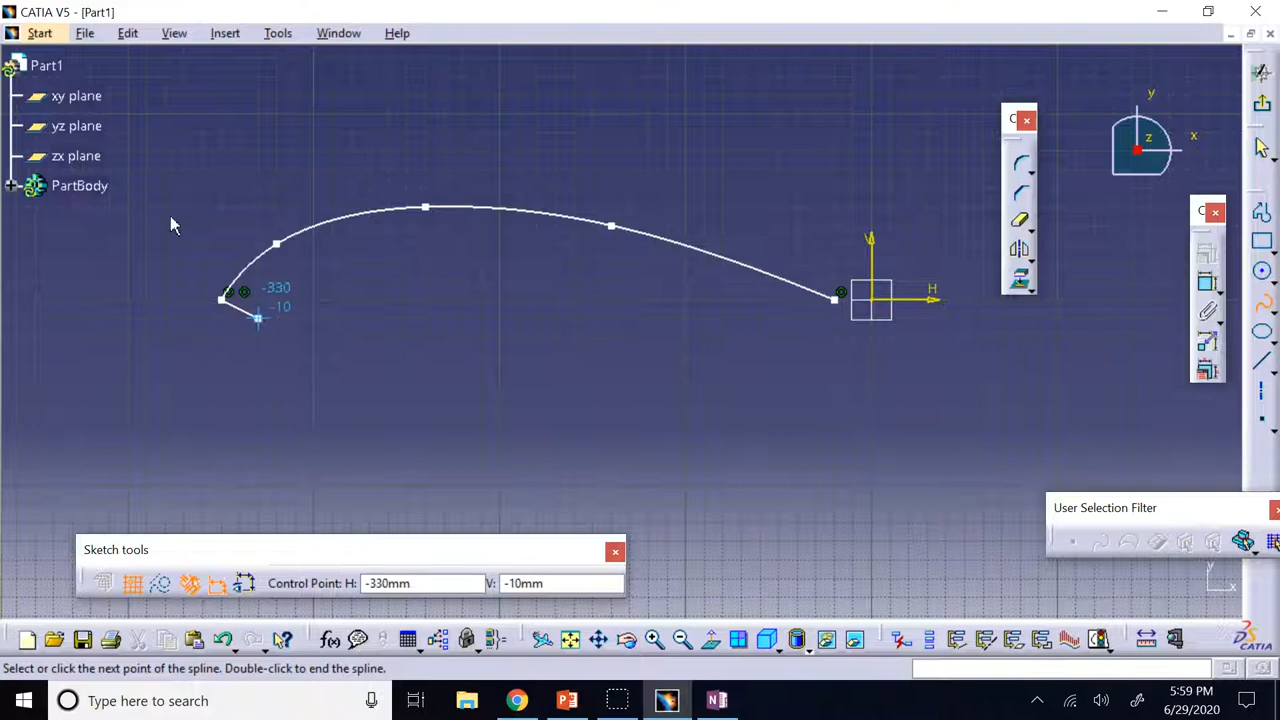 CATIA V5 - [Part1]
Start File Edit View Insert Tools Window Help
Part1
xy plane
yz plane
zx plane
PartBody
y
x
z
C
C
V
H
-330
-10
User Selection Filter
Sketch tools
Control Point: H: -330mm V: -10mm
y
x
f(x)
CATIA
Select or click the next point of the spline. Double-click to end the spline.
Type here to search
5:59 PM
6/29/2020